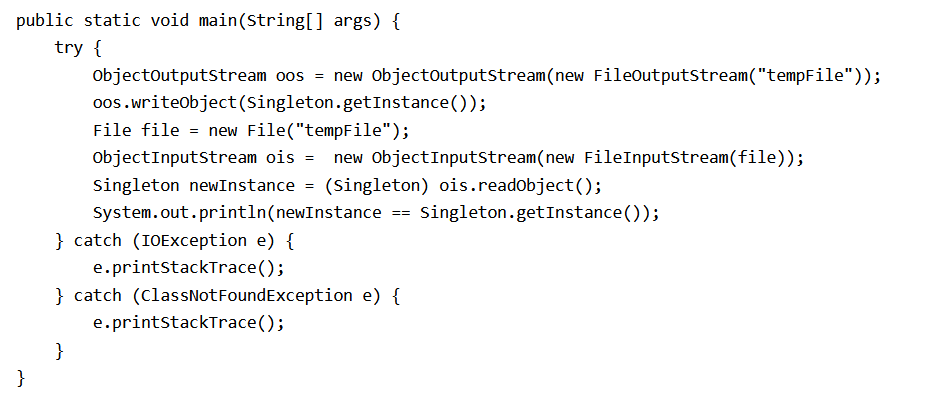 public static void main(String[] args) {
    try {
        ObjectOutputStream oos = new ObjectOutputStream(new FileOutputStream("tempFile"));
        oos.writeObject(Singleton.getInstance());
        File file = new File("tempFile");
        ObjectInputStream ois =  new ObjectInputStream(new FileInputStream(file));
        Singleton newInstance = (Singleton) ois.readObject();
        System.out.println(newInstance == Singleton.getInstance());
    } catch (IOException e) {
        e.printStackTrace();
    } catch (ClassNotFoundException e) {
        e.printStackTrace();
    }
}